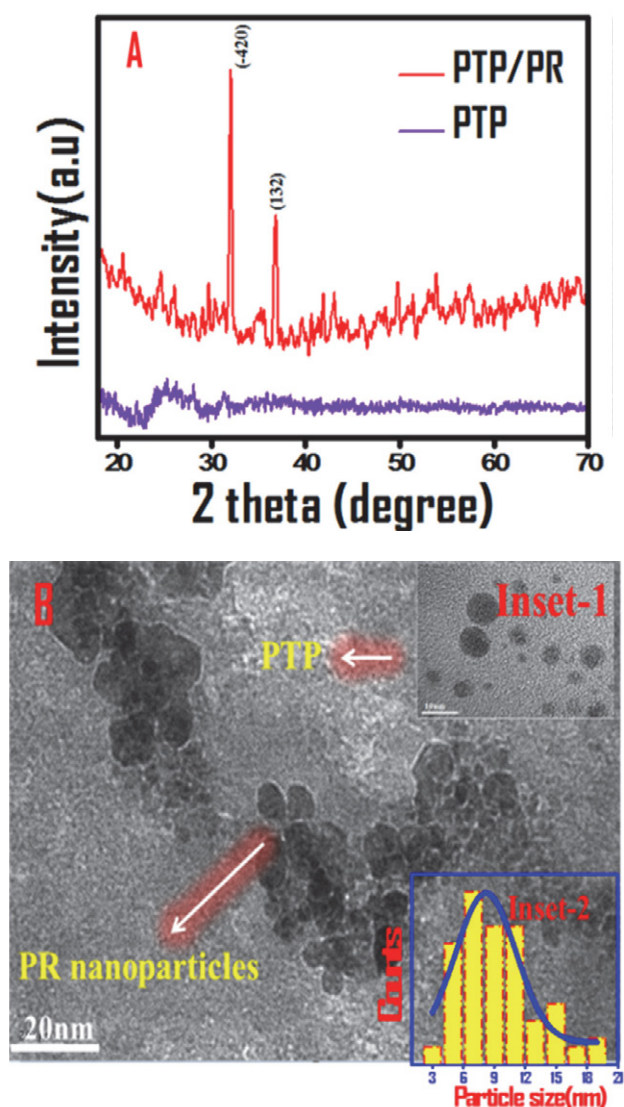 A
(-420)
(132)
PTP/PR
PTP
Intensity(a.u)
20 30 40 50 60 70
2 theta (degree)
B
Inset-1
PTP
10nm
PR nanoparticles
20nm
Inset-2
Counts
3 6 9 12 15 18 21
Particle size(nm)